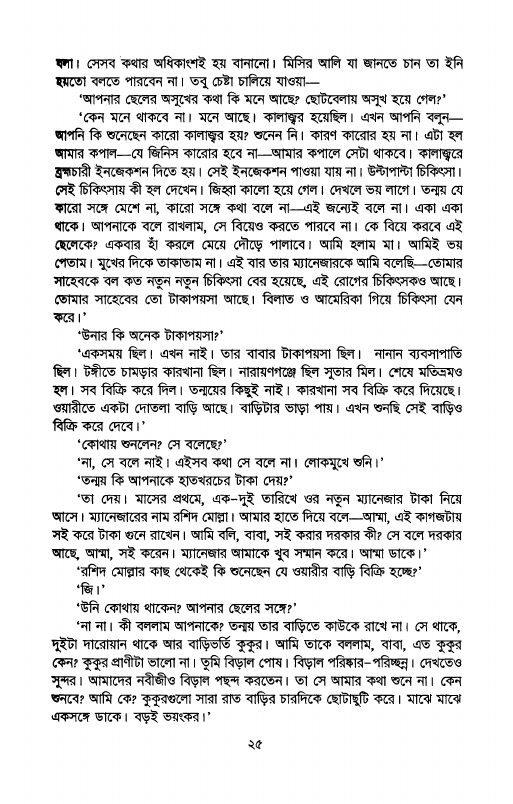 বলা। সেসব কথার অধিকাংশই হয় বানানো। মিসির আলি যা জানতে চান তা ইনি
হয়তো বলতে পারবেন না। তবু চেষ্টা চালিয়ে যাওয়া—
‘আপনার ছেলের অসুখের কথা কি মনে আছে? ছোটবেলায় অসুখ হয়ে গেল?’
‘কেন মনে থাকবে না। মনে আছে। কালাজ্বর হয়েছিল। এখন আপনি বলুন—
আপনি কি শুনেছেন কারো কালাজ্বর হয়? শুনেন নি। কারণ কারোর হয় না। এটা হল
আমার কপাল—যে জিনিস কারোর হবে না—আমার কপালে সেটা থাকবে। কালাজ্বরে
ব্রহ্মচারী ইনজেকশন দিতে হয়। সেই ইনজেকশন পাওয়া যায় না। উল্টাপাল্টা চিকিৎসা।
সেই চিকিৎসায় কী হল দেখেন। জিহ্বা কালো হয়ে গেল। দেখলে ভয় লাগে। তন্ময় যে
কারো সঙ্গে মেশে না, কারো সঙ্গে কথা বলে না—এই জন্যেই বলে না। একা একা
থাকে। আপনাকে বলে রাখলাম, সে বিয়েও করতে পারবে না। কে বিয়ে করবে এই
ছেলেকে? একবার হাঁ করলে মেয়ে দৌড়ে পালাবে। আমি হলাম মা। আমিই ভয়
পেতাম। মুখের দিকে তাকাতাম না। এই বার তার ম্যানেজারকে আমি বলেছি—তোমার
সাহেবকে বল কত নতুন নতুন চিকিৎসা বের হয়েছে, এই রোগের চিকিৎসকও আছে।
তোমার সাহেবের তো টাকাপয়সা আছে। বিলাত ও আমেরিকা গিয়ে চিকিৎসা যেন
করে।’
‘উনার কি অনেক টাকাপয়সা?’
‘একসময় ছিল। এখন নাই। তার বাবার টাকাপয়সা ছিল। নানান ব্যবসাপাতি
ছিল। টঙ্গীতে চামড়ার কারখানা ছিল। নারায়ণগঞ্জে ছিল সুতার মিল। শেষে মতিভ্রমও
হল। সব বিক্রি করে দিল। তন্ময়ের কিছুই নাই। কারখানা সব বিক্রি করে দিয়েছে।
ওয়ারীতে একটা দোতলা বাড়ি আছে। বাড়িটার ভাড়া পায়। এখন শুনছি সেই বাড়িও
বিক্রি করে দেবে।’
‘কোথায় শুনলেন? সে বলেছে?’
‘না, সে বলে নাই। এইসব কথা সে বলে না। লোকমুখে শুনি।’
‘তন্ময় কি আপনাকে হাতখরচের টাকা দেয়?’
‘তা দেয়। মাসের প্রথমে, এক-দুই তারিখে ওর নতুন ম্যানেজার টাকা নিয়ে
আসে। ম্যানেজারের নাম রশিদ মোল্লা। আমার হাতে দিয়ে বলে—আম্মা, এই কাগজটায়
সই করে টাকা গুনে রাখেন। আমি বলি, বাবা, সই করার দরকার কী? সে বলে দরকার
আছে, আম্মা, সই করেন। ম্যানেজার আমাকে খুব সম্মান করে। আম্মা ডাকে।’
‘রশিদ মোল্লার কাছ থেকেই কি শুনেছেন যে ওয়ারীর বাড়ি বিক্রি হচ্ছে?’
‘জি।’
‘উনি কোথায় থাকেন? আপনার ছেলের সঙ্গে?’
‘না না। কী বললাম আপনাকে? তন্ময় তার বাড়িতে কাউকে রাখে না। সে থাকে,
দুইটা দারোয়ান থাকে আর বাড়িভর্তি কুকুর। আমি তাকে বললাম, বাবা, এত কুকুর
কেন? কুকুর প্রাণীটা ভালো না। তুমি বিড়াল পোষ। বিড়াল পরিষ্কার-পরিচ্ছন্ন। দেখতেও
সুন্দর। আমাদের নবীজীও বিড়াল পছন্দ করতেন। তা সে আমার কথা শুনে না। কেন
শুনবে? আমি কে? কুকুরগুলো সারা রাত বাড়ির চারদিকে ছোটাছুটি করে। মাঝে মাঝে
একসঙ্গে ডাকে। বড়ই ভয়ংকর।’
২৫